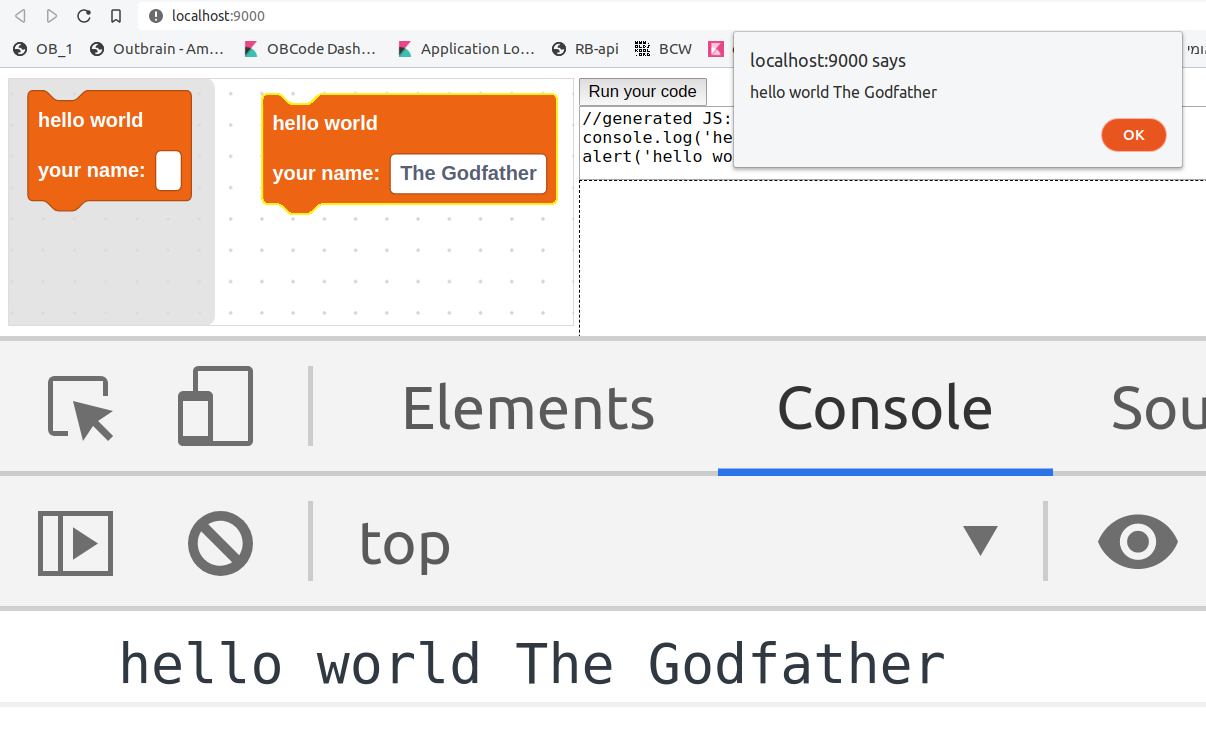 localhost:9000
OB_1 Outbrain - Am... OBCode Dash... Application Lo... RB-api BCW
localhost:9000 says
hello world The Godfather
OK
hello world
your name:
hello world
your name: The Godfather
Run your code
//generated JS:
console.log('he
alert('hello wo
Elements Console Sou
top
hello world The Godfather